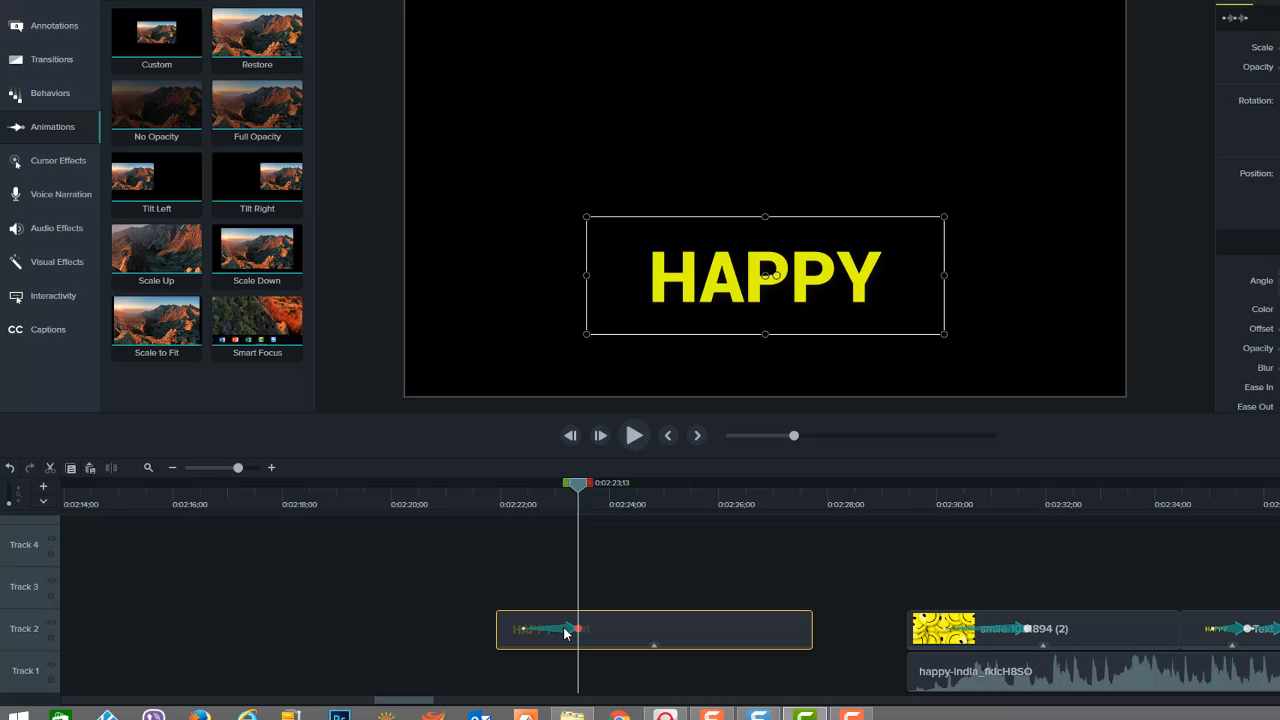 Annotations
Transitions
Behaviors
Animations
Cursor Effects
Voice Narration
Audio Effects
Visual Effects
Interactivity
CC Captions
Custom
Restore
No Opacity
Full Opacity
Tilt Left
Tilt Right
Scale Up
Scale Down
Scale to Fit
Smart Focus
HAPPY
Scale
Opacity
Rotation:
Position:
Angle
Color
Offset
Opacity
Blur
Ease In
Ease Out
0:02:23;13
0:02:14;00
0:02:16;00
0:02:18;00
0:02:20;00
0:02:22;00
0:02:24;00
0:02:26;00
0:02:28;00
0:02:30;00
0:02:32;00
0:02:34;00
Track 4
Track 3
Track 2
HAPPY
HAPPY
Text
Track 1
Ps